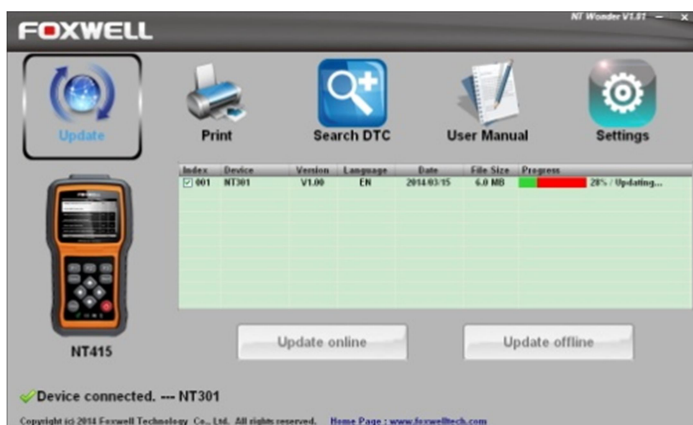 NT Wonder V1.01
FOXWELL
Update Print Search DTC User Manual Settings
Index Device Version Language Date File Size Progress
001 NT301 V1.00 EN 2014/03/15 6.0 MB 28% / Updating...
Update online Update offline
NT415
Device connected. --- NT301
Copyright (c) 2014 Foxwell Technology Co., Ltd. All rights reserved. Home Page : www.foxwelltech.com